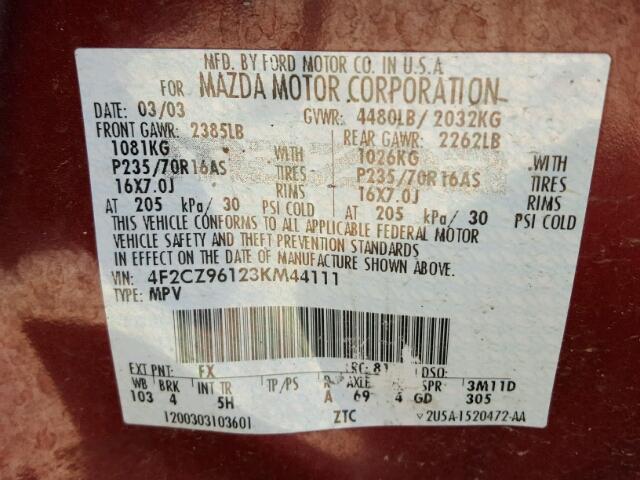 MFD. BY FORD MOTOR CO. IN U.S.A
FOR MAZDA MOTOR CORPORATION
DATE: 03/03 GVWR: 4480LB/ 2032KG
FRONT GAWR: 2385LB REAR GAWR: 2262LB
1081KG WITH 1026KG WITH
P235/70R16AS TIRES P235/70R16AS TIRES
16X7.0J RIMS 16X7.0J RIMS
AT 205 kPa/ 30 PSI COLD AT 205 kPa/ 30 PSI COLD
THIS VEHICLE CONFORMS TO ALL APPLICABLE FEDERAL MOTOR
VEHICLE SAFETY AND THEFT PREVENTION STANDARDS
IN EFFECT ON THE DATE OF MANUFACTURE SHOWN ABOVE.
VIN: 4F2CZ96123KM44111
TYPE: MPV
EXT PNT: FX RC: 81 DSO:
WB BRK INT TR TP/PS R AXLE SPR 3M11D
103 4 5H A 69 4 GD 305
1200303103601 ZTC 2U5A-1520472-AA